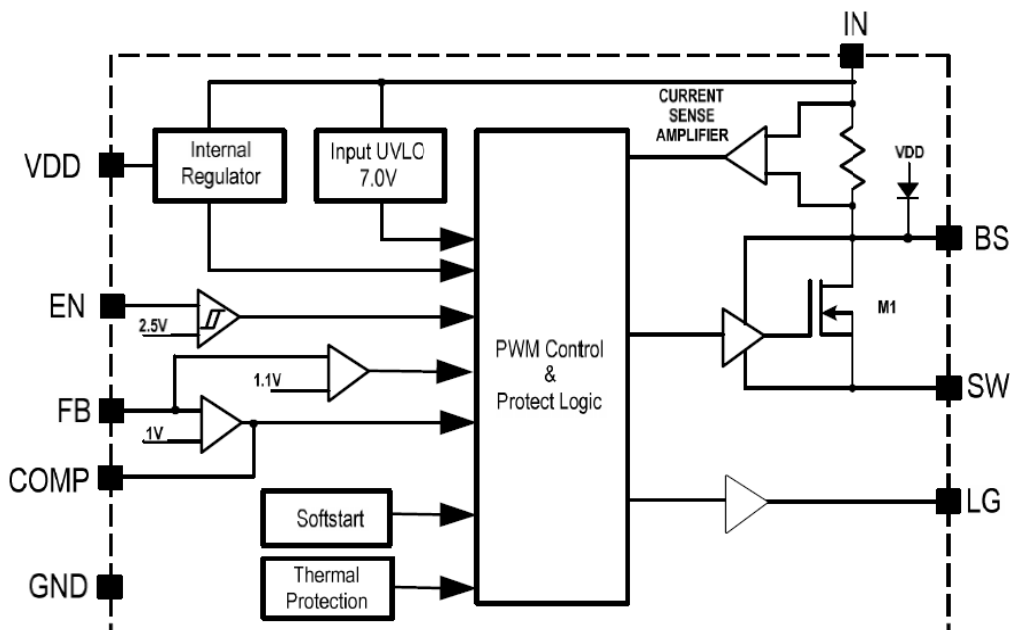 IN
CURRENT
SENSE
AMPLIFIER
VDD
Internal
Regulator
Input UVLO
7.0V
VDD
BS
EN
2.5V
M1
PWM Control
&
Protect Logic
1.1V
FB
1V
SW
COMP
Softstart
LG
GND
Thermal
Protection